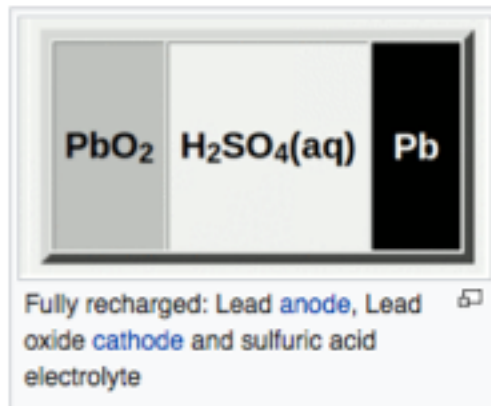 PbO₂ H₂SO₄(aq) Pb
Fully recharged: Lead anode, Lead
oxide cathode and sulfuric acid
electrolyte